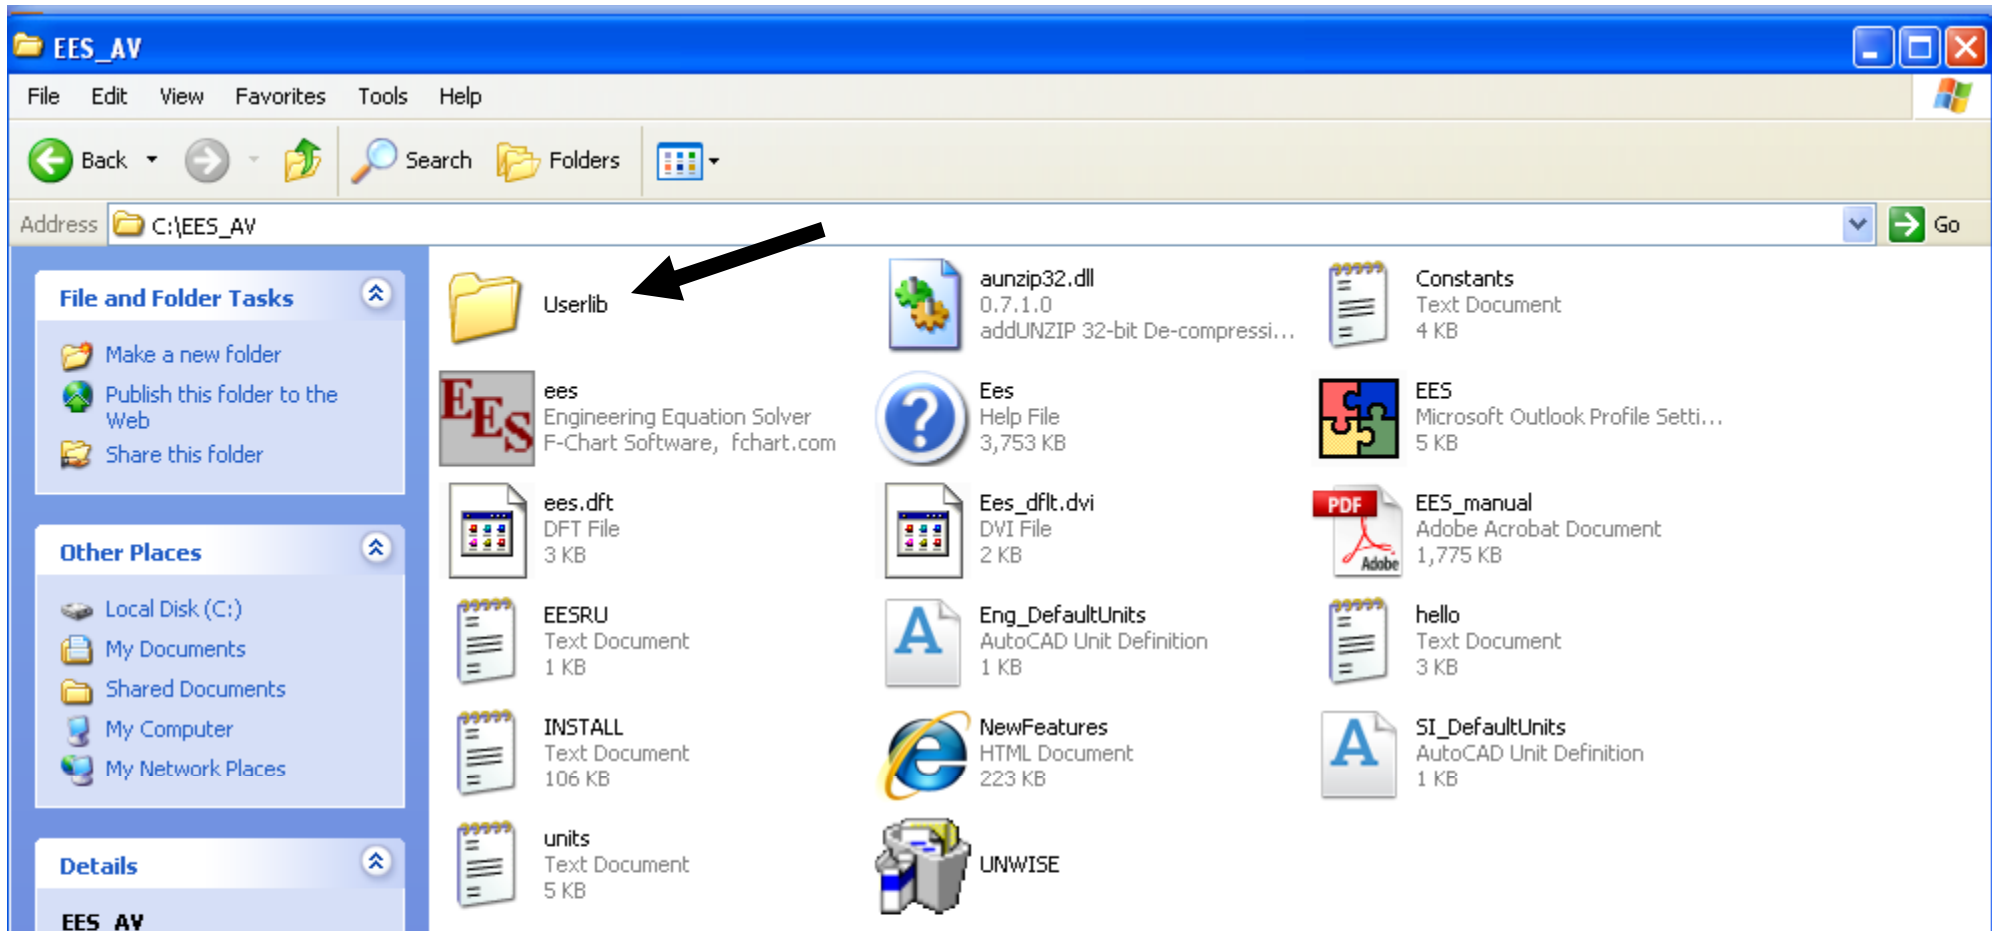 EES_AV
File Edit View Favorites Tools Help
Back Search Folders
Address C:\EES_AV Go
File and Folder Tasks
Make a new folder
Publish this folder to the
Web
Share this folder
Other Places
Local Disk (C:)
My Documents
Shared Documents
My Computer
My Network Places
Details
EES_AV
Userlib
aunzip32.dll
0.7.1.0
addUNZIP 32-bit De-compressi...
Constants
Text Document
4 KB
EES
ees
Engineering Equation Solver
F-Chart Software, fchart.com
Ees
Help File
3,753 KB
EES
Microsoft Outlook Profile Setti...
5 KB
ees.dft
DFT File
3 KB
Ees_dflt.dvi
DVI File
2 KB
PDF
Adobe
EES_manual
Adobe Acrobat Document
1,775 KB
EESRU
Text Document
1 KB
A
Eng_DefaultUnits
AutoCAD Unit Definition
1 KB
hello
Text Document
3 KB
INSTALL
Text Document
106 KB
NewFeatures
HTML Document
223 KB
A
SI_DefaultUnits
AutoCAD Unit Definition
1 KB
units
Text Document
5 KB
UNWISE